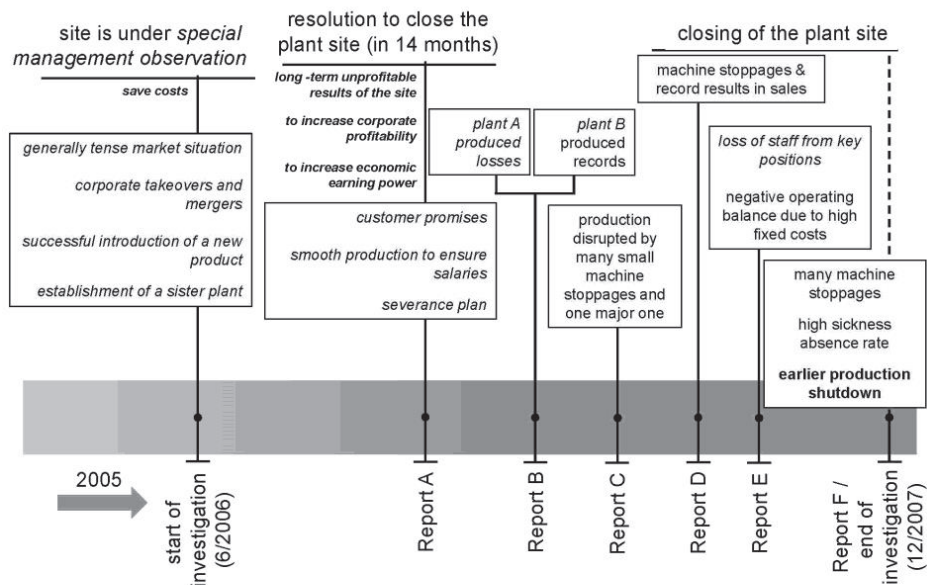 site is under special
management observation
save costs
generally tense market situation
corporate takeovers and
mergers
successful introduction of a new
product
establishment of a sister plant
resolution to close the
plant site (in 14 months)
long -term unprofitable
results of the site
to increase corporate
profitability
to increase economic
earning power
customer promises
smooth production to ensure
salaries
severance plan
plant A
produced
losses
plant B
produced
records
production
disrupted by
many small
machine
stoppages and
one major one
closing of the plant site
machine stoppages &
record results in sales
loss of staff from key
positions
negative operating
balance due to high
fixed costs
many machine
stoppages
high sickness
absence rate
earlier production
shutdown
2005
start of
investigation
(6/2006)
Report A
Report B
Report C
Report D
Report E
Report F /
end of
investigation
(12/2007)